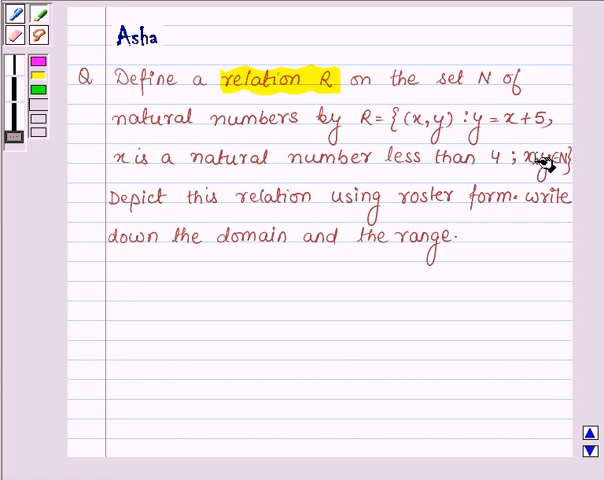 Asha
Q Define a relation R on the set N of
natural numbers by R = {(x, y) : y = x + 5,
x is a natural number less than 4 ; x, y ∈ N}
Depict this relation using roster form. write
down the domain and the range.